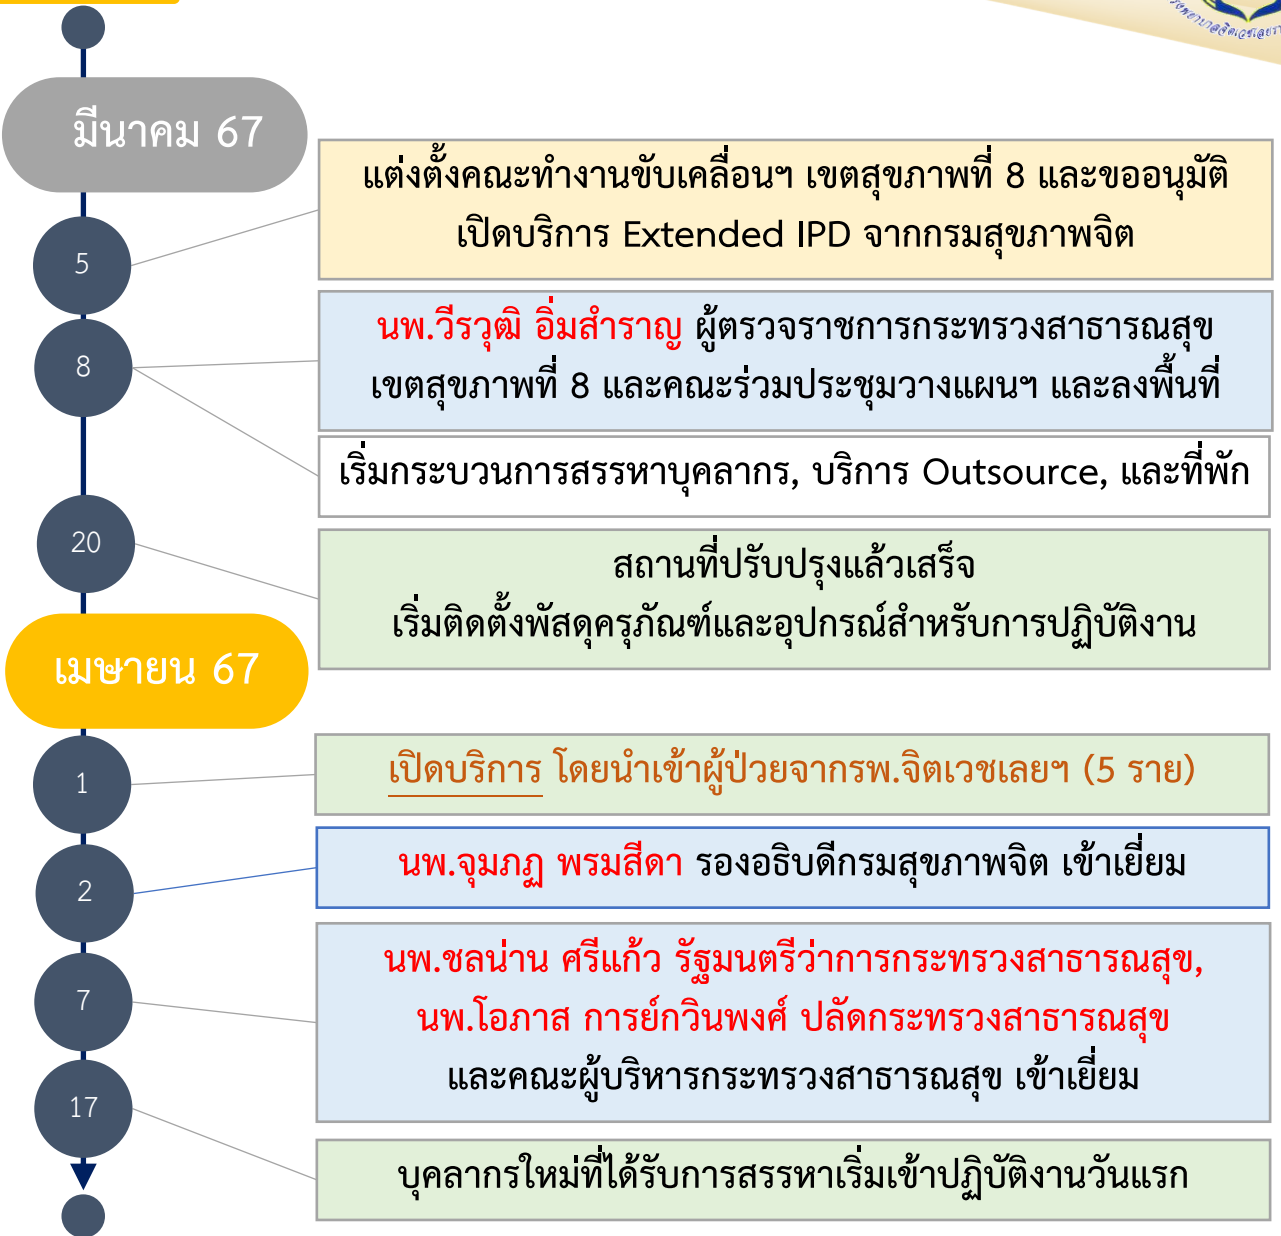 มีนาคม 67
แต่งตั้งคณะทำงานขับเคลื่อนฯ เขตสุขภาพที่ 8 และขออนุมัติ
เปิดบริการ Extended IPD จากกรมสุขภาพจิต
5
นพ.วีรวุฒิ อิ่มสำราญ ผู้ตรวจราชการกระทรวงสาธารณสุข
เขตสุขภาพที่ 8 และคณะร่วมประชุมวางแผนฯ และลงพื้นที่
8
เริ่มกระบวนการสรรหาบุคลากร, บริการ Outsource, และที่พัก
20
สถานที่ปรับปรุงแล้วเสร็จ
เริ่มติดตั้งพัสดุครุภัณฑ์และอุปกรณ์สำหรับการปฏิบัติงาน
เมษายน 67
1
เปิดบริการ โดยนำเข้าผู้ป่วยจากรพ.จิตเวชเลยฯ (5 ราย)
2
นพ.จุมภฏ พรมสีดา รองอธิบดีกรมสุขภาพจิต เข้าเยี่ยม
7
นพ.ชลน่าน ศรีแก้ว รัฐมนตรีว่าการกระทรวงสาธารณสุข,
นพ.โอภาส การย์กวินพงศ์ ปลัดกระทรวงสาธารณสุข
และคณะผู้บริหารกระทรวงสาธารณสุข เข้าเยี่ยม
17
บุคลากรใหม่ที่ได้รับการสรรหาเริ่มเข้าปฏิบัติงานวันแรก